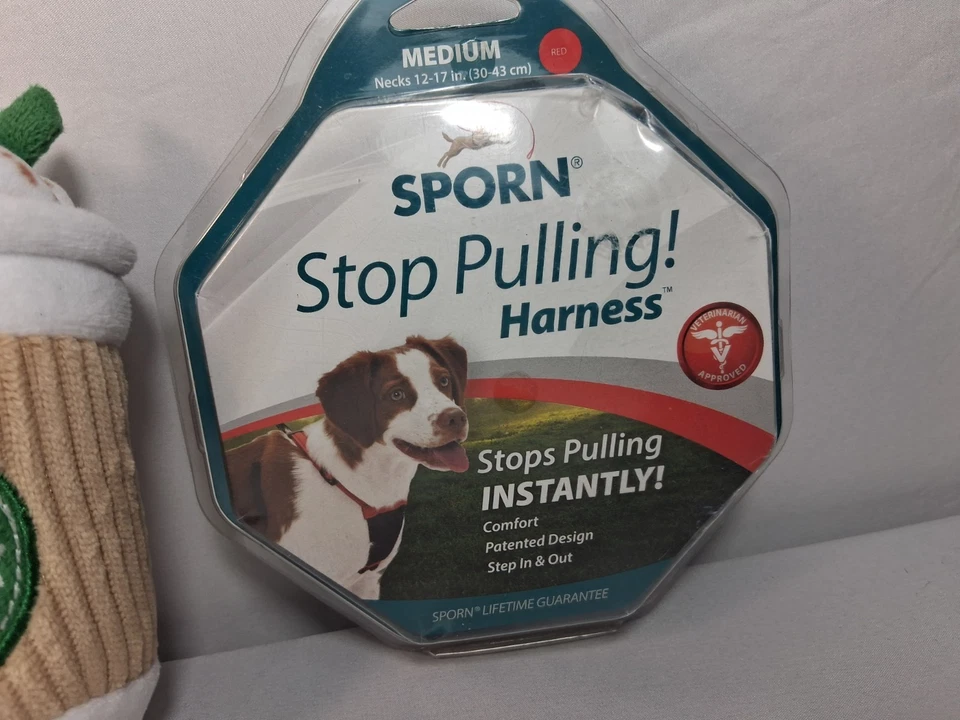 MEDIUM
RED
Necks 12-17 in. (30-43 cm)
SPORN®
Stop Pulling!
Harness™
VETERINARIAN
V
APPROVED
Stops Pulling
INSTANTLY!
Comfort
Patented Design
Step In & Out
SPORN® LIFETIME GUARANTEE